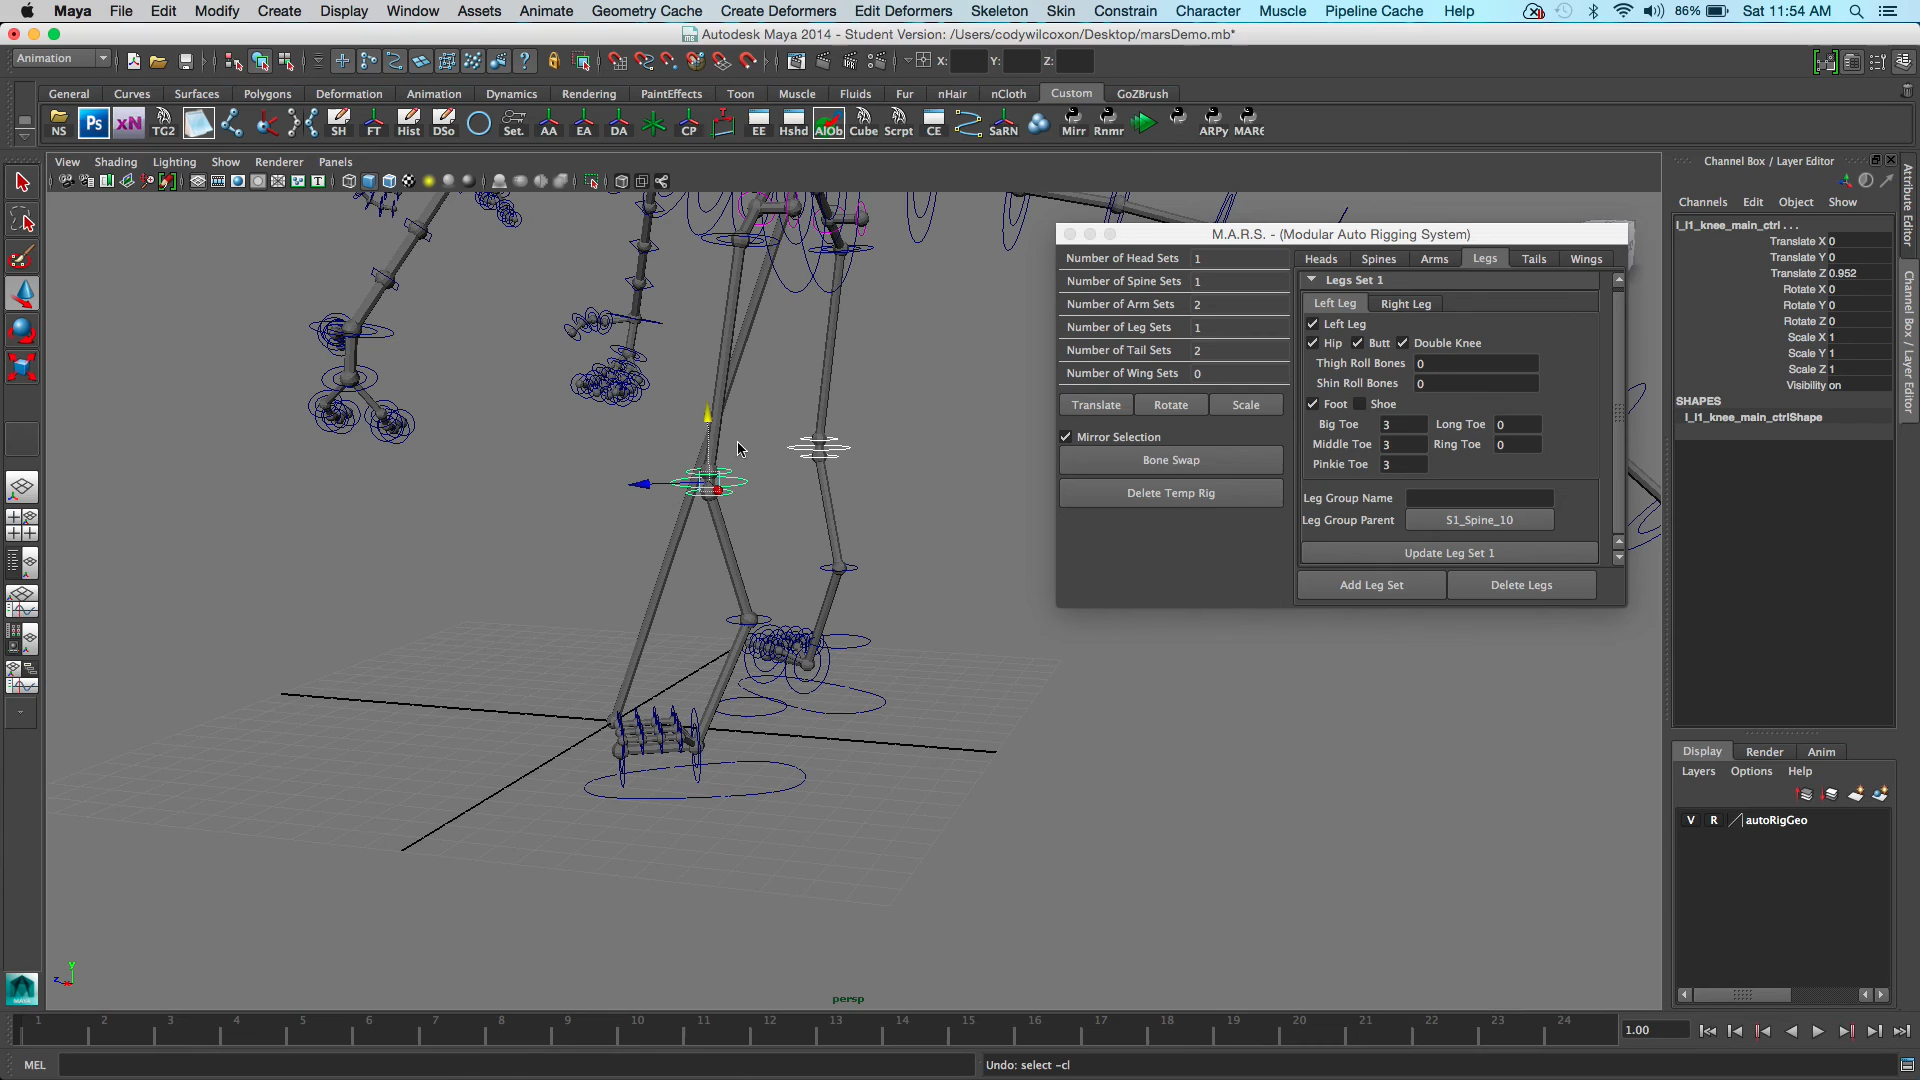 Maya File Edit Modify Create Display Window Assets Animate Geometry Cache Create Deformers Edit Deformers Skeleton Skin Constrain Character Muscle Pipeline Cache Help 86% Sat 11:54 AM
Autodesk Maya 2014 - Student Version: /Users/codywilcoxon/Desktop/marsDemo.mb*
Animation X: Y: Z:
General Curves Surfaces Polygons Deformation Animation Dynamics Rendering PaintEffects Toon Muscle Fluids Fur nHair nCloth Custom GoZBrush
Ps xN
NS TG2 SH FT Hist DSo Set. AA EA DA CP EE Hshd AlOb Cube Scrpt CE SaRN Mirr Rnmr ARPy MAR
View Shading Lighting Show Renderer Panels
Channel Box / Layer Editor
Channels Edit Object Show
l_l1_knee_main_ctrl . . .
Translate X 0
Translate Y 0
Translate Z 0.952
Rotate X 0
Rotate Y 0
Rotate Z 0
Scale X 1
Scale Y 1
Scale Z 1
Visibility on
SHAPES
l_l1_knee_main_ctrlShape
Attribute Editor
Channel Box / Layer Editor
M.A.R.S. - (Modular Auto Rigging System)
Number of Head Sets 1
Number of Spine Sets 1
Number of Arm Sets 2
Number of Leg Sets 1
Number of Tail Sets 2
Number of Wing Sets 0
Translate Rotate Scale
Mirror Selection
Bone Swap
Delete Temp Rig
Heads Spines Arms Legs Tails Wings
Legs Set 1
Left Leg Right Leg
Left Leg
Hip Butt Double Knee
Thigh Roll Bones 0
Shin Roll Bones 0
Foot Shoe
Big Toe 3 Long Toe 0
Middle Toe 3 Ring Toe 0
Pinkie Toe 3
Leg Group Name
Leg Group Parent S1_Spine_10
Update Leg Set 1
Add Leg Set Delete Legs
Display Render Anim
Layers Options Help
V R autoRigGeo
y
z x
persp
MAYA
1 2 3 4 5 6 7 8 9 10 11 12 13 14 15 16 17 18 19 20 21 22 23 24 1.00
MEL Undo: select -cl